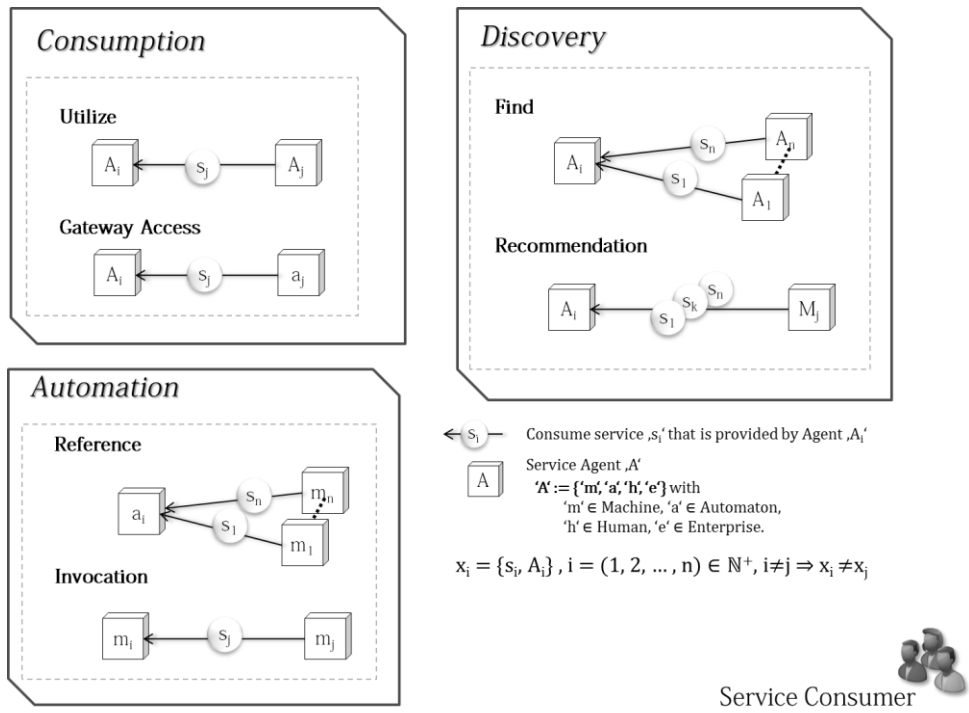 Consumption
Utilize
Aᵢ sⱼ Aⱼ
Gateway Access
Aᵢ sⱼ aⱼ
Discovery
Find
Aᵢ sₙ Aₙ
s₁ A₁
Recommendation
Aᵢ s₁ sₖ sₙ Mⱼ
Automation
Reference
aᵢ sₙ mₙ
s₁ m₁
Invocation
mᵢ sⱼ mⱼ
sᵢ Consume service ‚sᵢ‘ that is provided by Agent ‚Aᵢ‘
A Service Agent ‚A‘
‘A‘ := {‘m‘, ‘a‘, ‘h‘, ‘e‘} with
‘m‘ ∈ Machine, ‘a‘ ∈ Automaton,
‘h‘ ∈ Human, ‘e‘ ∈ Enterprise.
xᵢ = {sᵢ, Aᵢ} , i = (1, 2, … , n) ∈ ℕ⁺, i≠j ⇒ xᵢ ≠xⱼ
Service Consumer